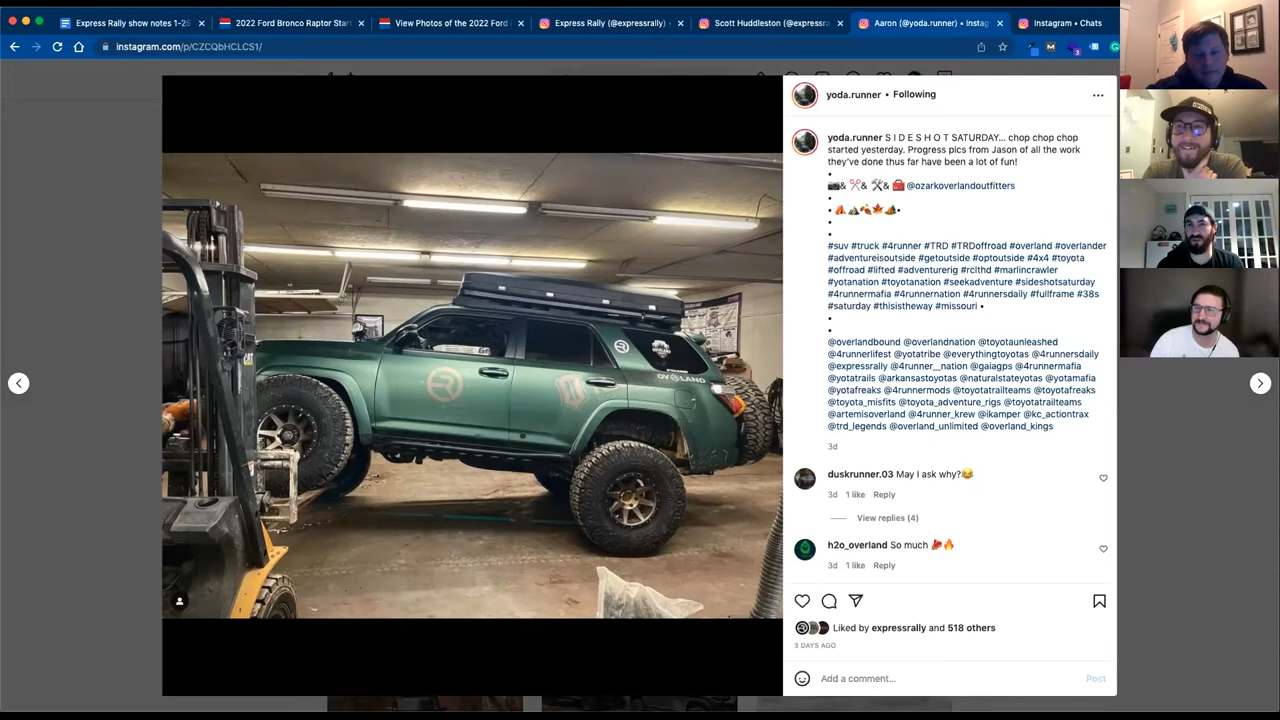 Express Rally show notes 1-25
2022 Ford Bronco Raptor Star
View Photos of the 2022 Ford
Express Rally (@expressrally)
Scott Huddleston (@expressra
Aaron (@yoda.runner) • Instag
Instagram • Chats
instagram.com/p/CZCQbHCLCS1/
yoda.runner • Following
yoda.runner S I D E S H O T SATURDAY... chop chop chop
started yesterday. Progress pics from Jason of all the work
they've done thus far have been a lot of fun!
•
📷& ✂️& 🛠& 🧰 @ozarkoverlandoutfitters
•
• ⛺🏕🍂🍁🏕•
•
•
#suv #truck #4runner #TRD #TRDoffroad #overland #overlander
#adventureisoutside #getoutside #optoutside #4x4 #toyota
#offroad #lifted #adventurerig #rclthd #marlincrawler
#yotanation #toyotanation #seekadventure #sideshotsaturday
#4runnermafia #4runnernation #4runnersdaily #fullframe #38s
#saturday #thisistheway #missouri •
•
•
@overlandbound @overlandnation @toyotaunleashed
@4runnerlifest @yotatribe @everythingtoyotas @4runnersdaily
@expressrally @4runner__nation @gaiagps @4runnermafia
@yotatrails @arkansastoyotas @naturalstateyotas @yotamafia
@yotafreaks @4runnermods @toyotatrailteams @toyotafreaks
@toyota_misfits @toyota_adventure_rigs @toyotatrailteams
@artemisoverland @4runner_krew @ikamper @kc_actiontrax
@trd_legends @overland_unlimited @overland_kings
3d
duskrunner.03 May I ask why?😂
3d 1 like Reply
View replies (4)
h2o_overland So much 🥩🔥
3d 1 like Reply
Liked by expressrally and 518 others
3 DAYS AGO
Add a comment...
Post
CAT
OVERLAND